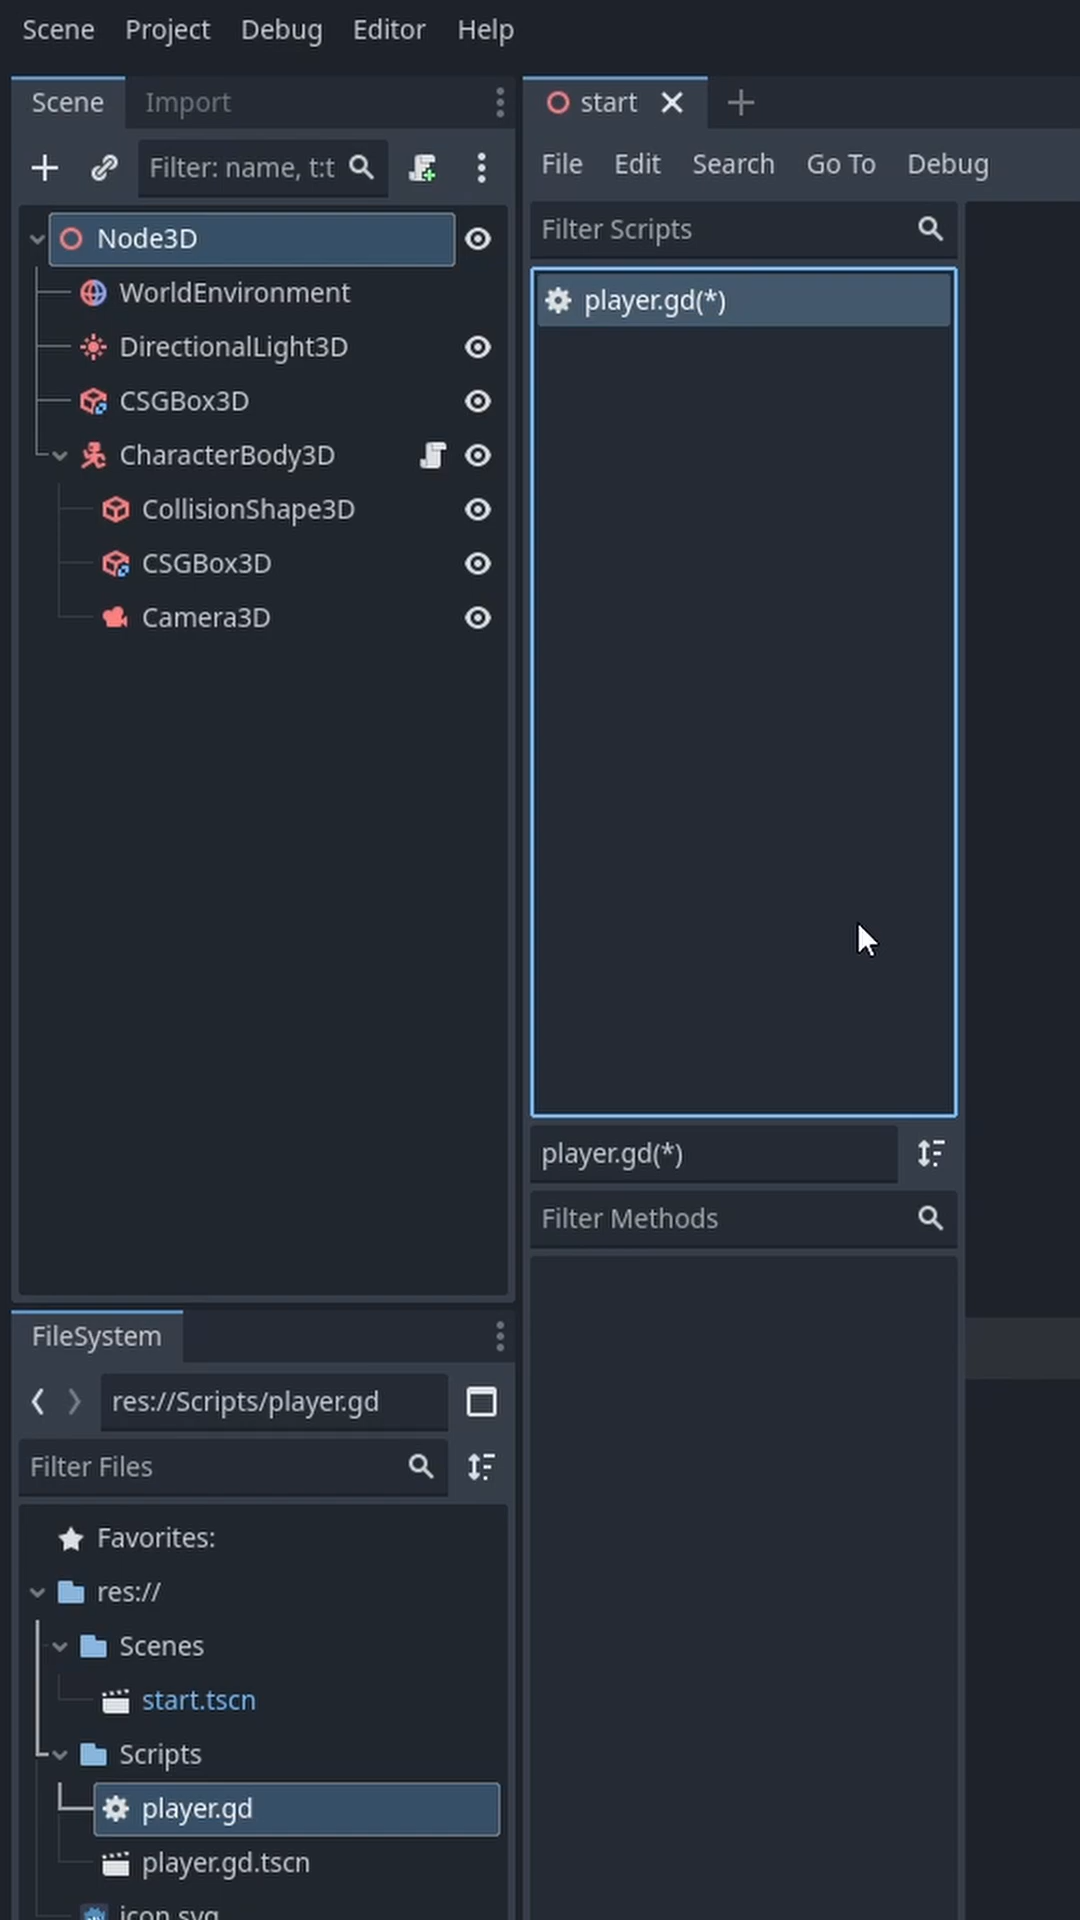 Scene Project Debug Editor Help
Scene Import
Filter: name, t:t
Node3D
WorldEnvironment
DirectionalLight3D
CSGBox3D
CharacterBody3D
CollisionShape3D
CSGBox3D
Camera3D
start
File Edit Search Go To Debug
Filter Scripts
player.gd(*)
player.gd(*)
Filter Methods
FileSystem
res://Scripts/player.gd
Filter Files
Favorites:
res://
Scenes
start.tscn
Scripts
player.gd
player.gd.tscn
icon.svg